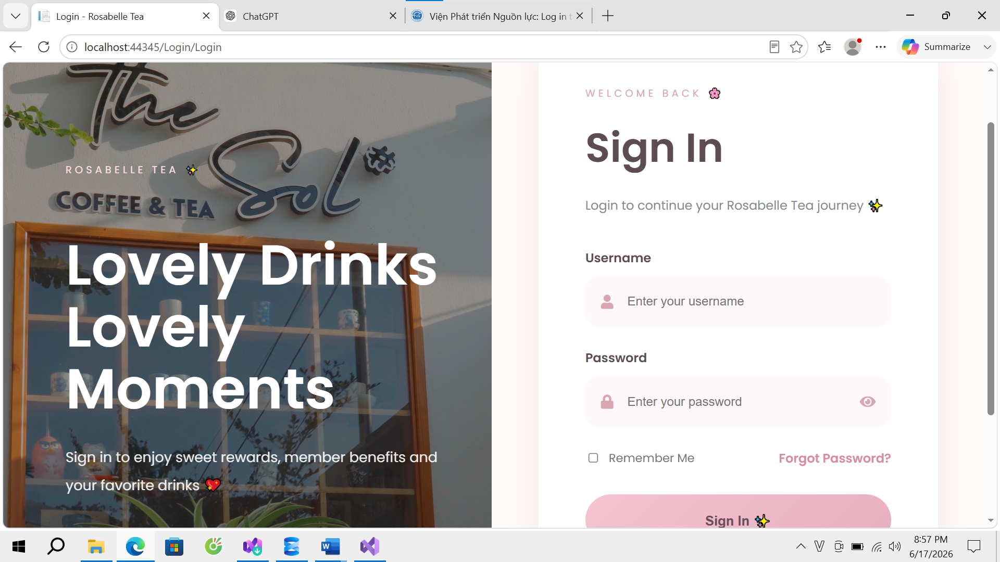 Login - Rosabelle Tea
ChatGPT
Viện Phát triển Nguồn lực: Log in t
localhost:44345/Login/Login
Summarize
The
Sol
ROSABELLE TEA ✨
COFFEE & TEA
Lovely Drinks
Lovely
Moments
Sign in to enjoy sweet rewards, member benefits and
your favorite drinks 💖
WELCOME BACK 🌸
Sign In
Login to continue your Rosabelle Tea journey ✨
Username
Enter your username
Password
Enter your password
Remember Me
Forgot Password?
Sign In ✨
8:57 PM
6/17/2026